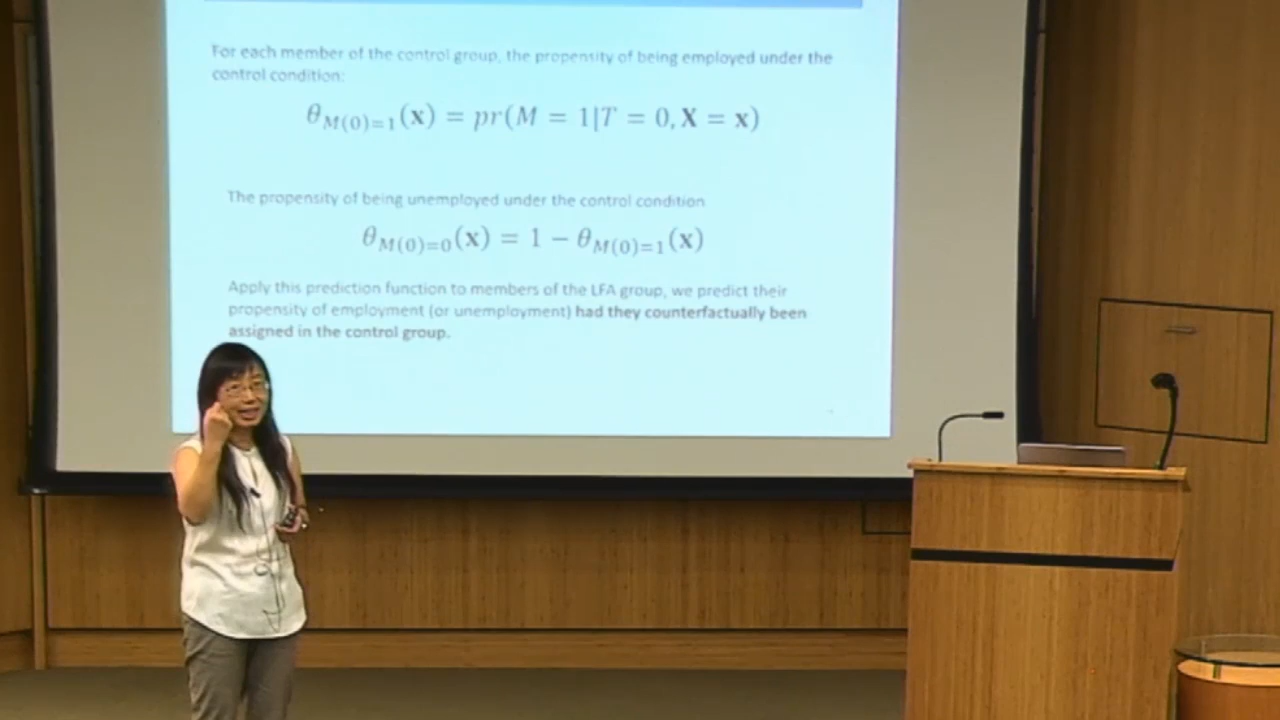 For each member of the control group, the propensity of being employed under the
control condition:
θ_{M(0)=1}(x) = pr(M = 1|T = 0, X = x)
The propensity of being unemployed under the control condition
θ_{M(0)=0}(x) = 1 − θ_{M(0)=1}(x)
Apply this prediction function to members of the LFA group, we predict their
propensity of employment (or unemployment) had they counterfactually been
assigned in the control group.